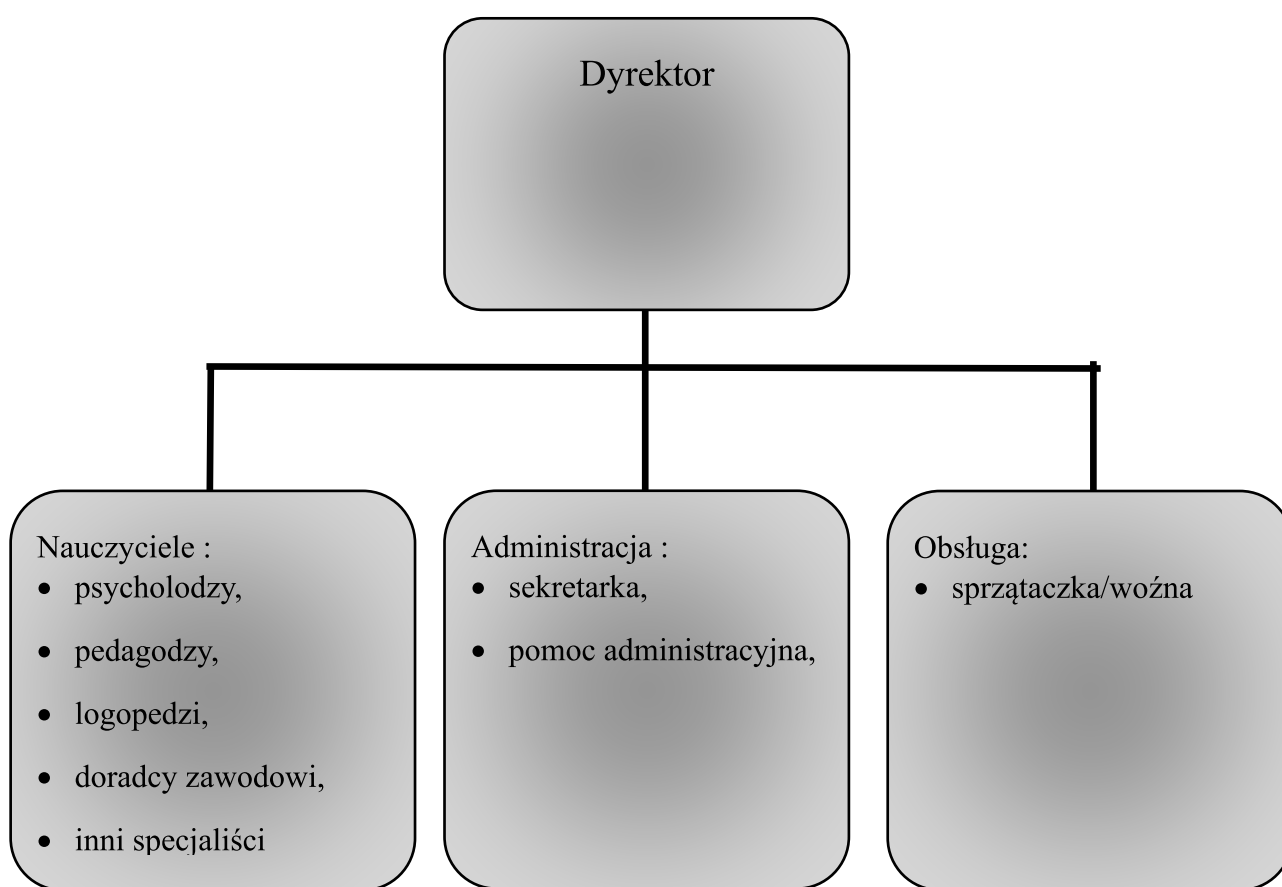 Dyrektor
Nauczyciele :
• psycholodzy,
• pedagodzy,
• logopedzi,
• doradcy zawodowi,
• inni specjaliści
Administracja :
• sekretarka,
• pomoc administracyjna,
Obsługa:
• sprzątaczka/woźna